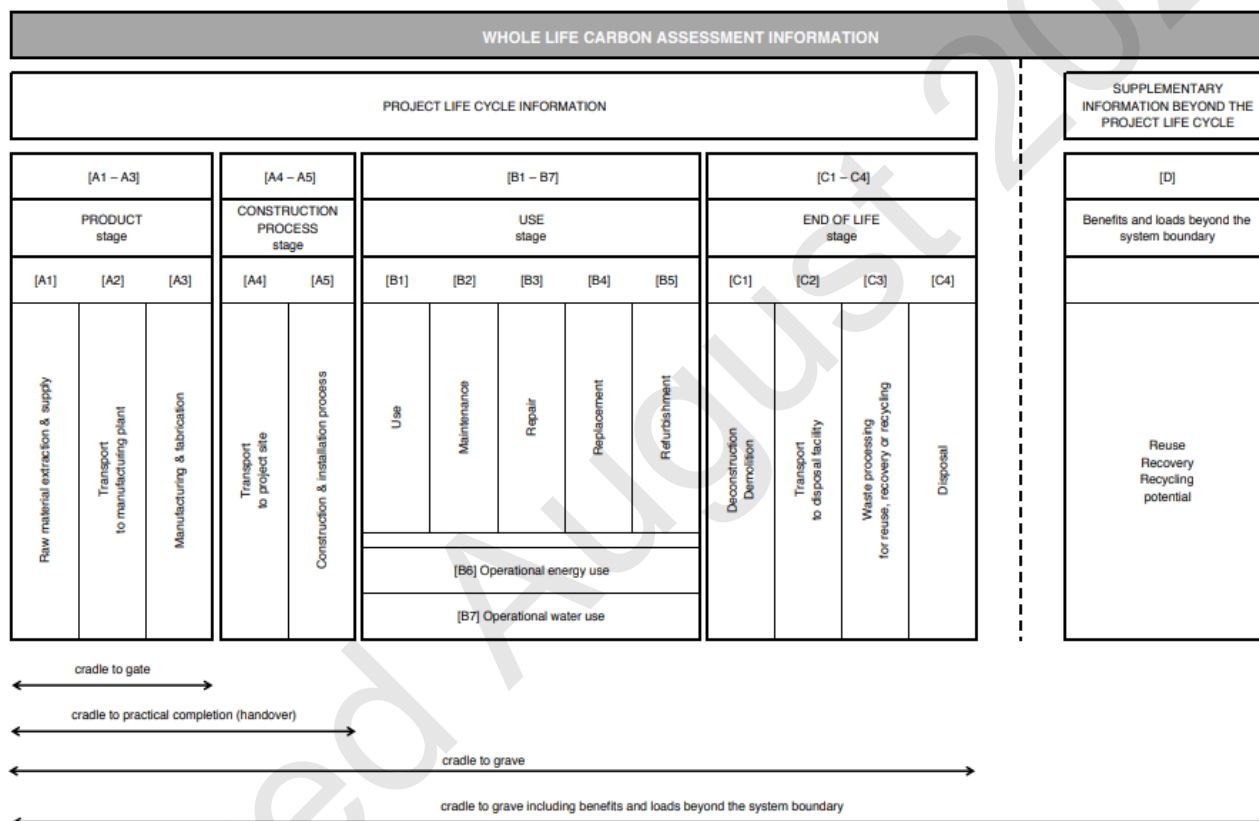 WHOLE LIFE CARBON ASSESSMENT INFORMATION
PROJECT LIFE CYCLE INFORMATION
SUPPLEMENTARY
INFORMATION BEYOND THE
PROJECT LIFE CYCLE
[A1 – A3]
[A4 – A5]
[B1 – B7]
[C1 – C4]
[D]
PRODUCT
stage
CONSTRUCTION
PROCESS
stage
USE
stage
END OF LIFE
stage
Benefits and loads beyond the
system boundary
[A1]
[A2]
[A3]
[A4]
[A5]
[B1]
[B2]
[B3]
[B4]
[B5]
[C1]
[C2]
[C3]
[C4]
Raw material extraction & supply
Transport
to manufacturing plant
Manufacturing & fabrication
Transport
to project site
Construction & installation process
Use
Maintenance
Repair
Replacement
Refurbishment
[B6] Operational energy use
[B7] Operational water use
Deconstruction
Demolition
Transport
to disposal facility
Waste processing
for reuse, recovery or recycling
Disposal
Reuse
Recovery
Recycling
potential
cradle to gate
cradle to practical completion (handover)
cradle to grave
cradle to grave including benefits and loads beyond the system boundary
August